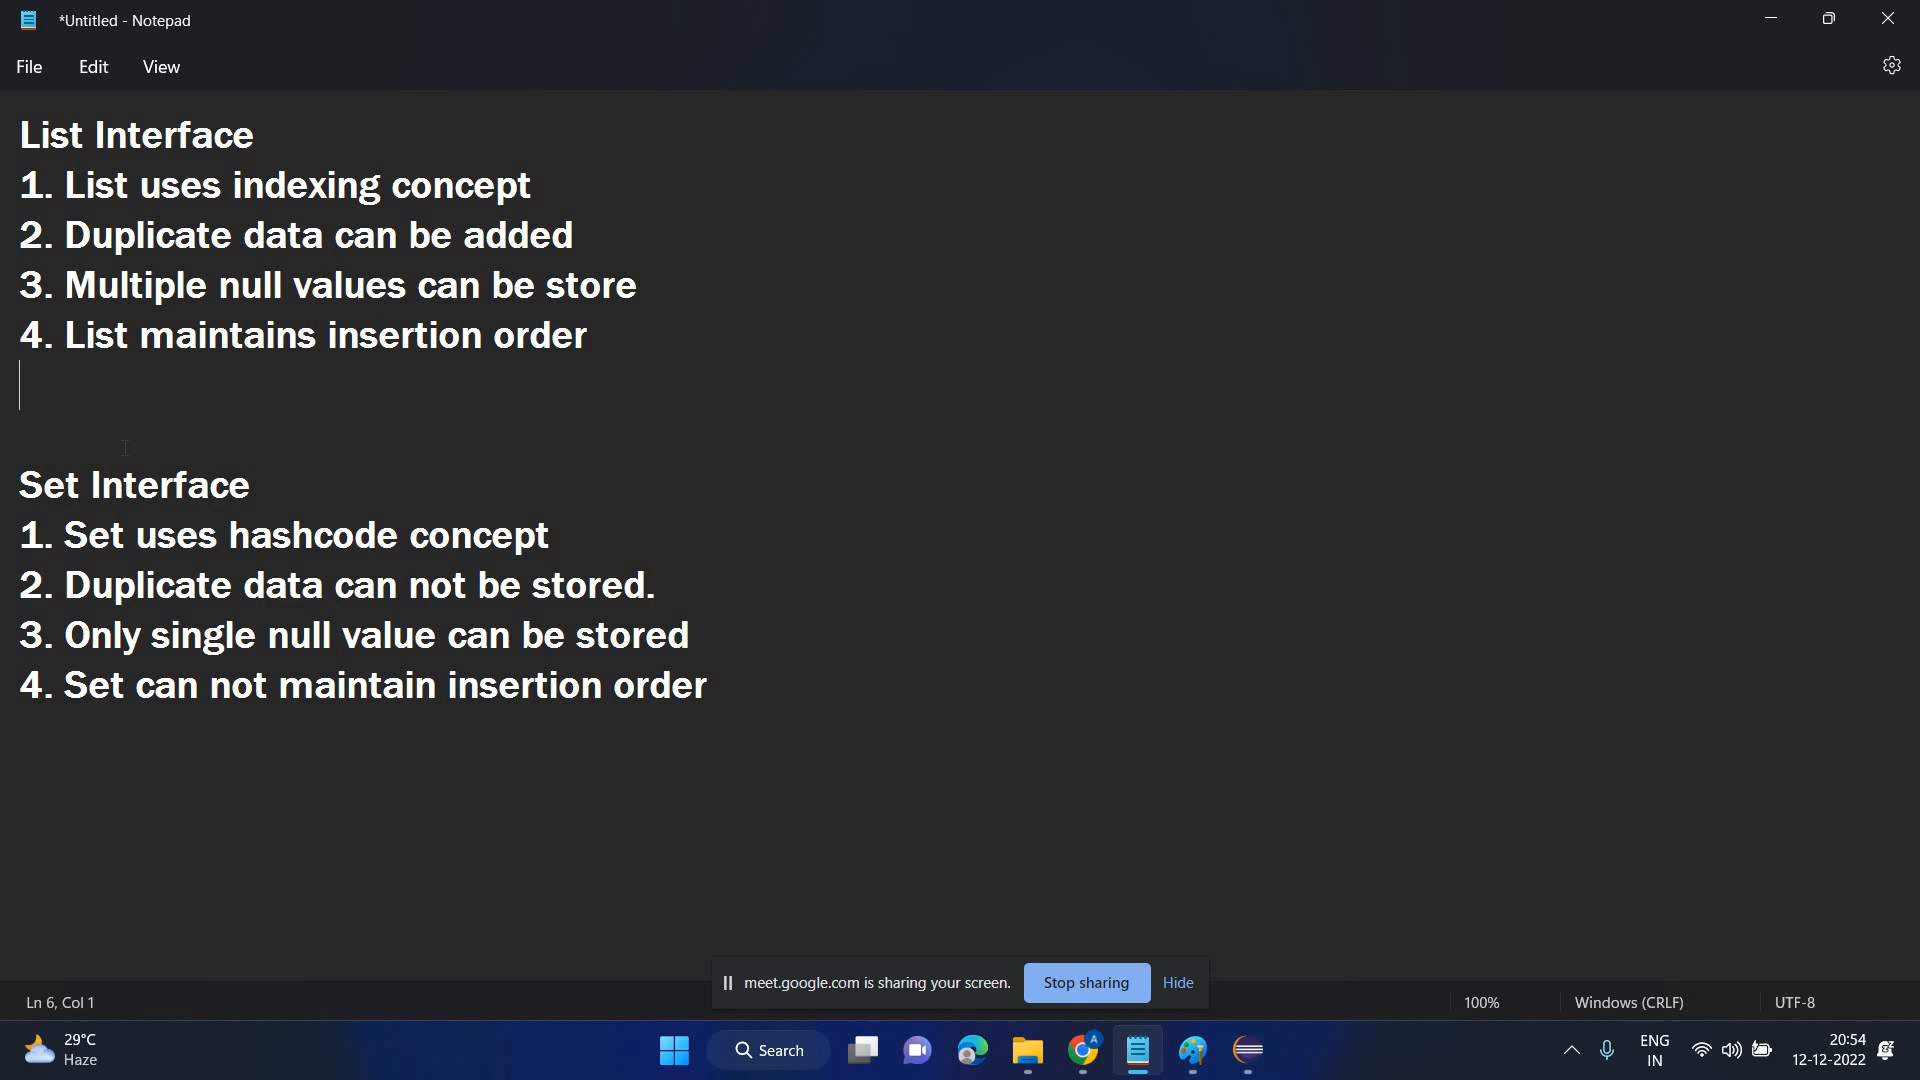 *Untitled - Notepad
File Edit View
List Interface
1. List uses indexing concept
2. Duplicate data can be added
3. Multiple null values can be store
4. List maintains insertion order
Set Interface
1. Set uses hashcode concept
2. Duplicate data can not be stored.
3. Only single null value can be stored
4. Set can not maintain insertion order
meet.google.com is sharing your screen. Stop sharing Hide
Ln 6, Col 1 100% Windows (CRLF) UTF-8
29°C
Haze
Search
A
ENG
IN
20:54
12-12-2022